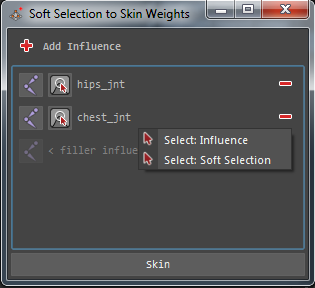 Soft Selection to Skin Weights
Add Influence
hips_jnt
chest_jnt
Select: Influence
< filler influe
Select: Soft Selection
Skin